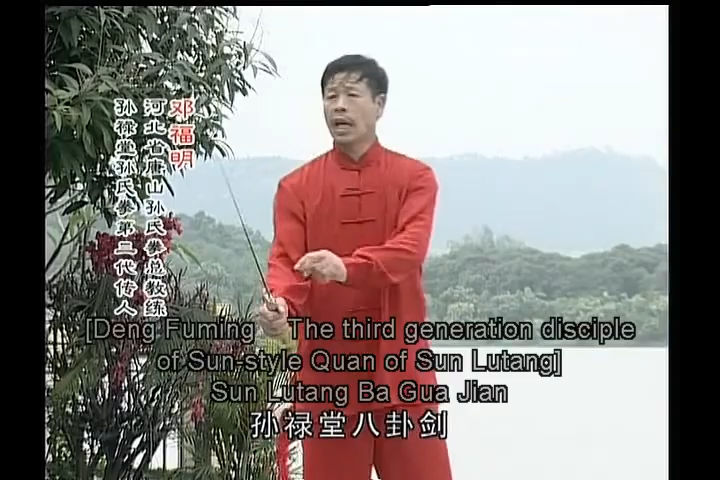 邓福明
河北省唐山孙氏拳总教练
孙禄堂孙氏拳第三代传人
[Deng Fuming - The third generation disciple
of Sun-style Quan of Sun Lutang]
Sun Lutang Ba Gua Jian
孙禄堂八卦剑